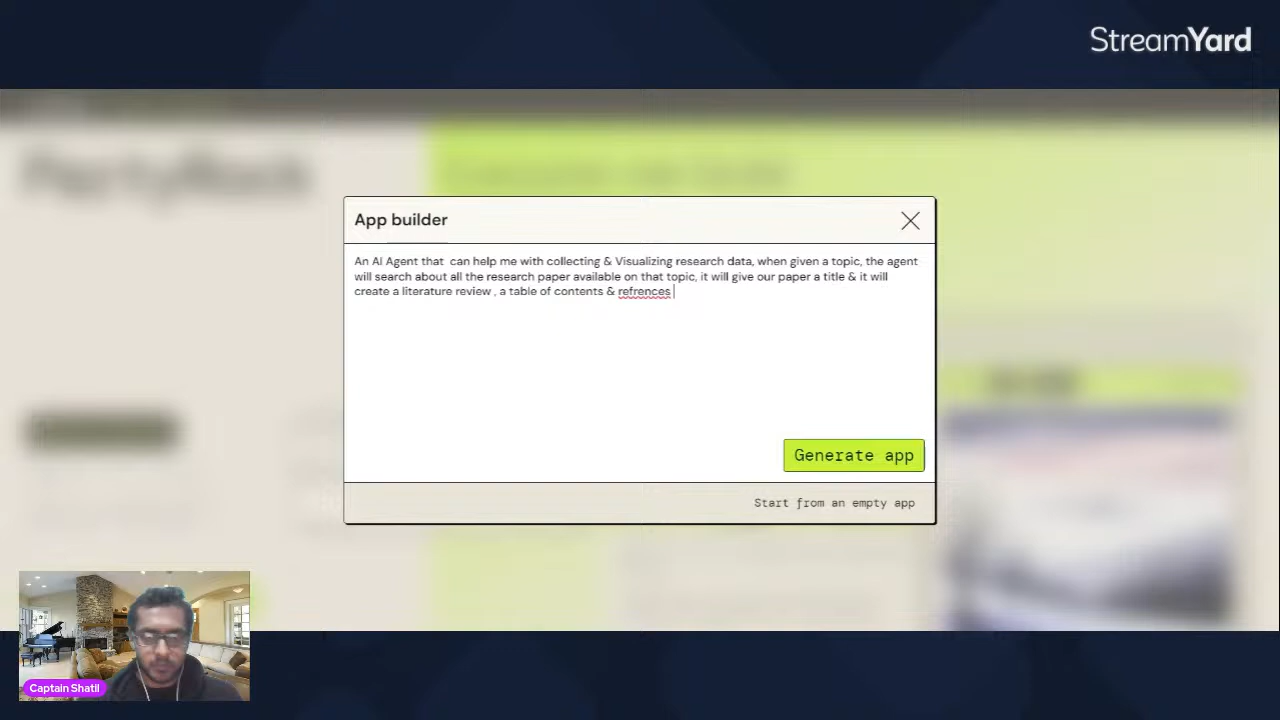 StreamYard
PartyRock
App builder
An AI Agent that  can help me with collecting & Visualizing research data, when given a topic, the agent
will search about all the research paper available on that topic, it will give our paper a title & it will
create a literature review , a table of contents & refrences
Generate app
Start from an empty app
Captain Shatil